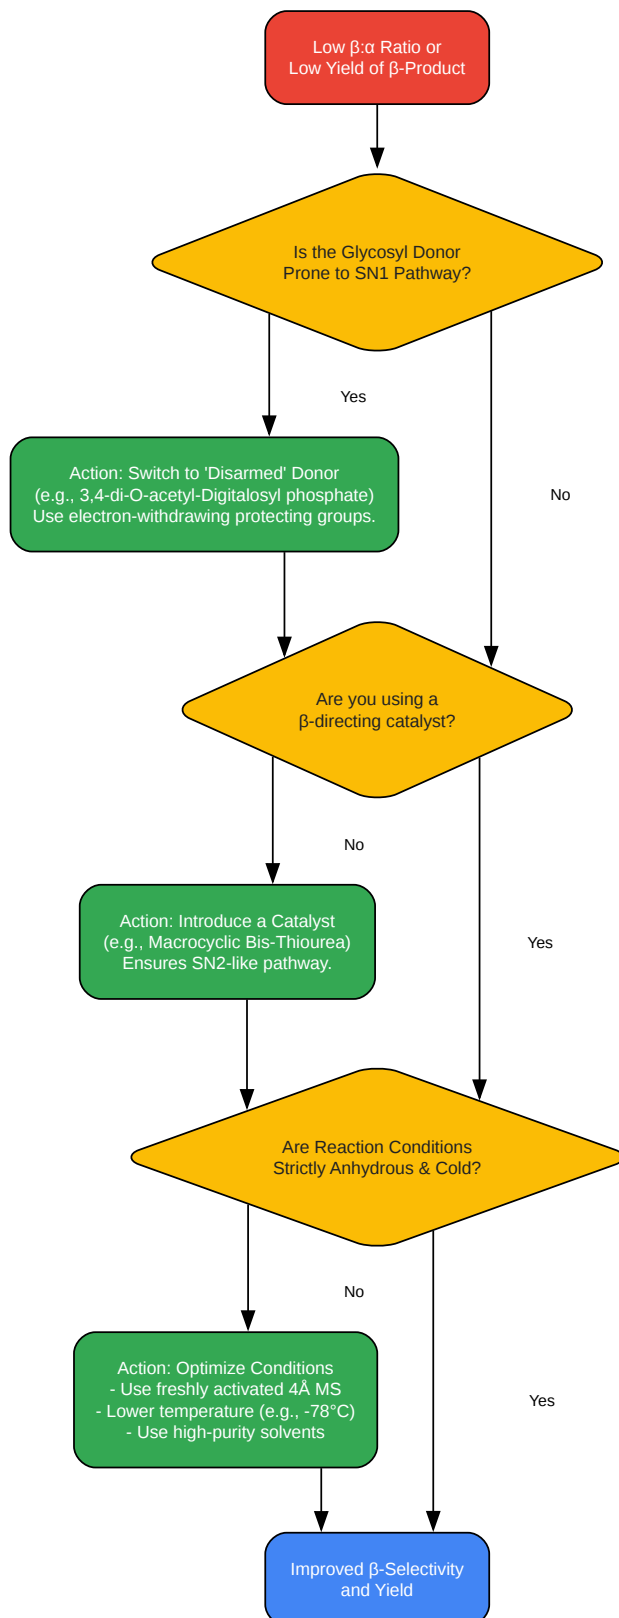 Low β:α Ratio or
Low Yield of β-Product
Is the Glycosyl Donor
Prone to SN1 Pathway?
Yes
Action: Switch to 'Disarmed' Donor
(e.g., 3,4-di-O-acetyl-Digitalosyl phosphate)
Use electron-withdrawing protecting groups.
No
Are you using a
β-directing catalyst?
No
Action: Introduce a Catalyst
(e.g., Macrocyclic Bis-Thiourea)
Ensures SN2-like pathway.
Yes
Are Reaction Conditions
Strictly Anhydrous & Cold?
No
Action: Optimize Conditions
- Use freshly activated 4Å MS
- Lower temperature (e.g., -78°C)
- Use high-purity solvents
Yes
Improved β-Selectivity
and Yield